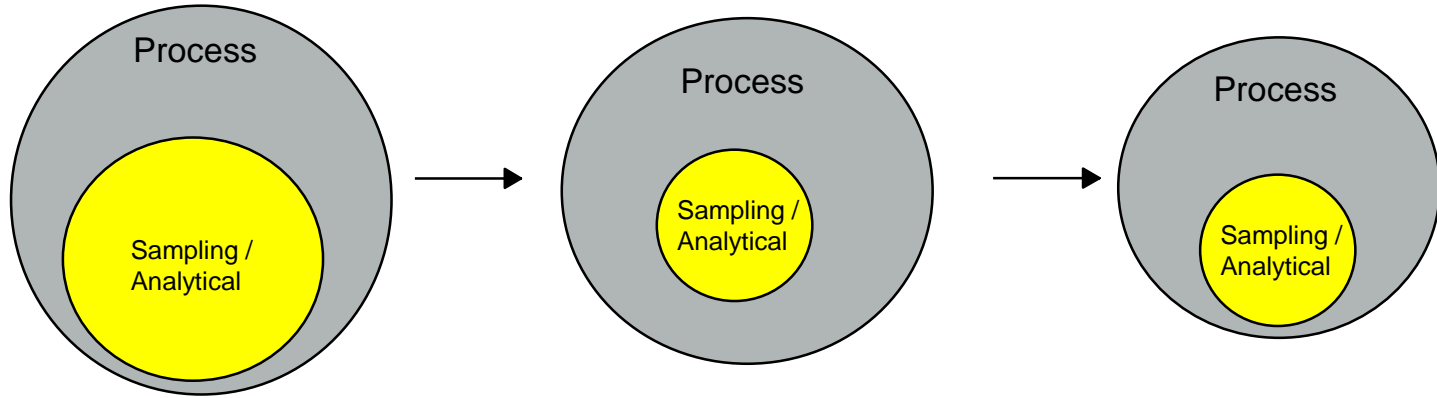 Process
Sampling /
Analytical
Process
Sampling /
Analytical
Process
Sampling /
Analytical